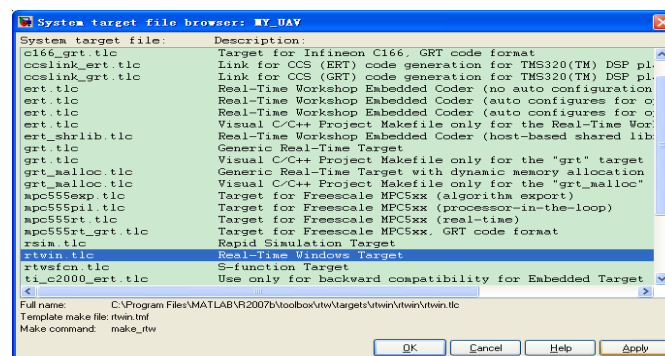 System target file browser: MY_UAV
System target file: Description:
c166_grt.tlc Target for Infineon C166, GRT code format
ccslink_ert.tlc Link for CCS (ERT) code generation for TMS320(TM) DSP pl
ccslink_grt.tlc Link for CCS (GRT) code generation for TMS320(TM) DSP pl
ert.tlc Real-Time Workshop Embedded Coder (no auto configuration
ert.tlc Real-Time Workshop Embedded Coder (auto configures for o
ert.tlc Real-Time Workshop Embedded Coder (auto configures for o
ert.tlc Visual C/C++ Project Makefile only for the Real-Time Wor
ert_shrlib.tlc Real-Time Workshop Embedded Coder (host-based shared lib
grt.tlc Generic Real-Time Target
grt.tlc Visual C/C++ Project Makefile only for the "grt" target
grt_malloc.tlc Generic Real-Time Target with dynamic memory allocation
grt_malloc.tlc Visual C/C++ Project Makefile only for the "grt_malloc"
mpc555exp.tlc Target for Freescale MPC5xx (algorithm export)
mpc555pil.tlc Target for Freescale MPC5xx (processor-in-the-loop)
mpc555rt.tlc Target for Freescale MPC5xx (real-time)
mpc555rt_grt.tlc Target for Freescale MPC5xx, GRT code format
rsim.tlc Rapid Simulation Target
rtwin.tlc Real-Time Windows Target
rtwsfcn.tlc S-function Target
ti_c2000_ert.tlc Use only for backward compatibility for Embedded Target
Full name: C:\Program Files\MATLAB\R2007b\toolbox\rtw\targets\rtwin\rtwin\rtwin.tlc
Template make file: rtwin.tmf
Make command: make_rtw
OK Cancel Help Apply